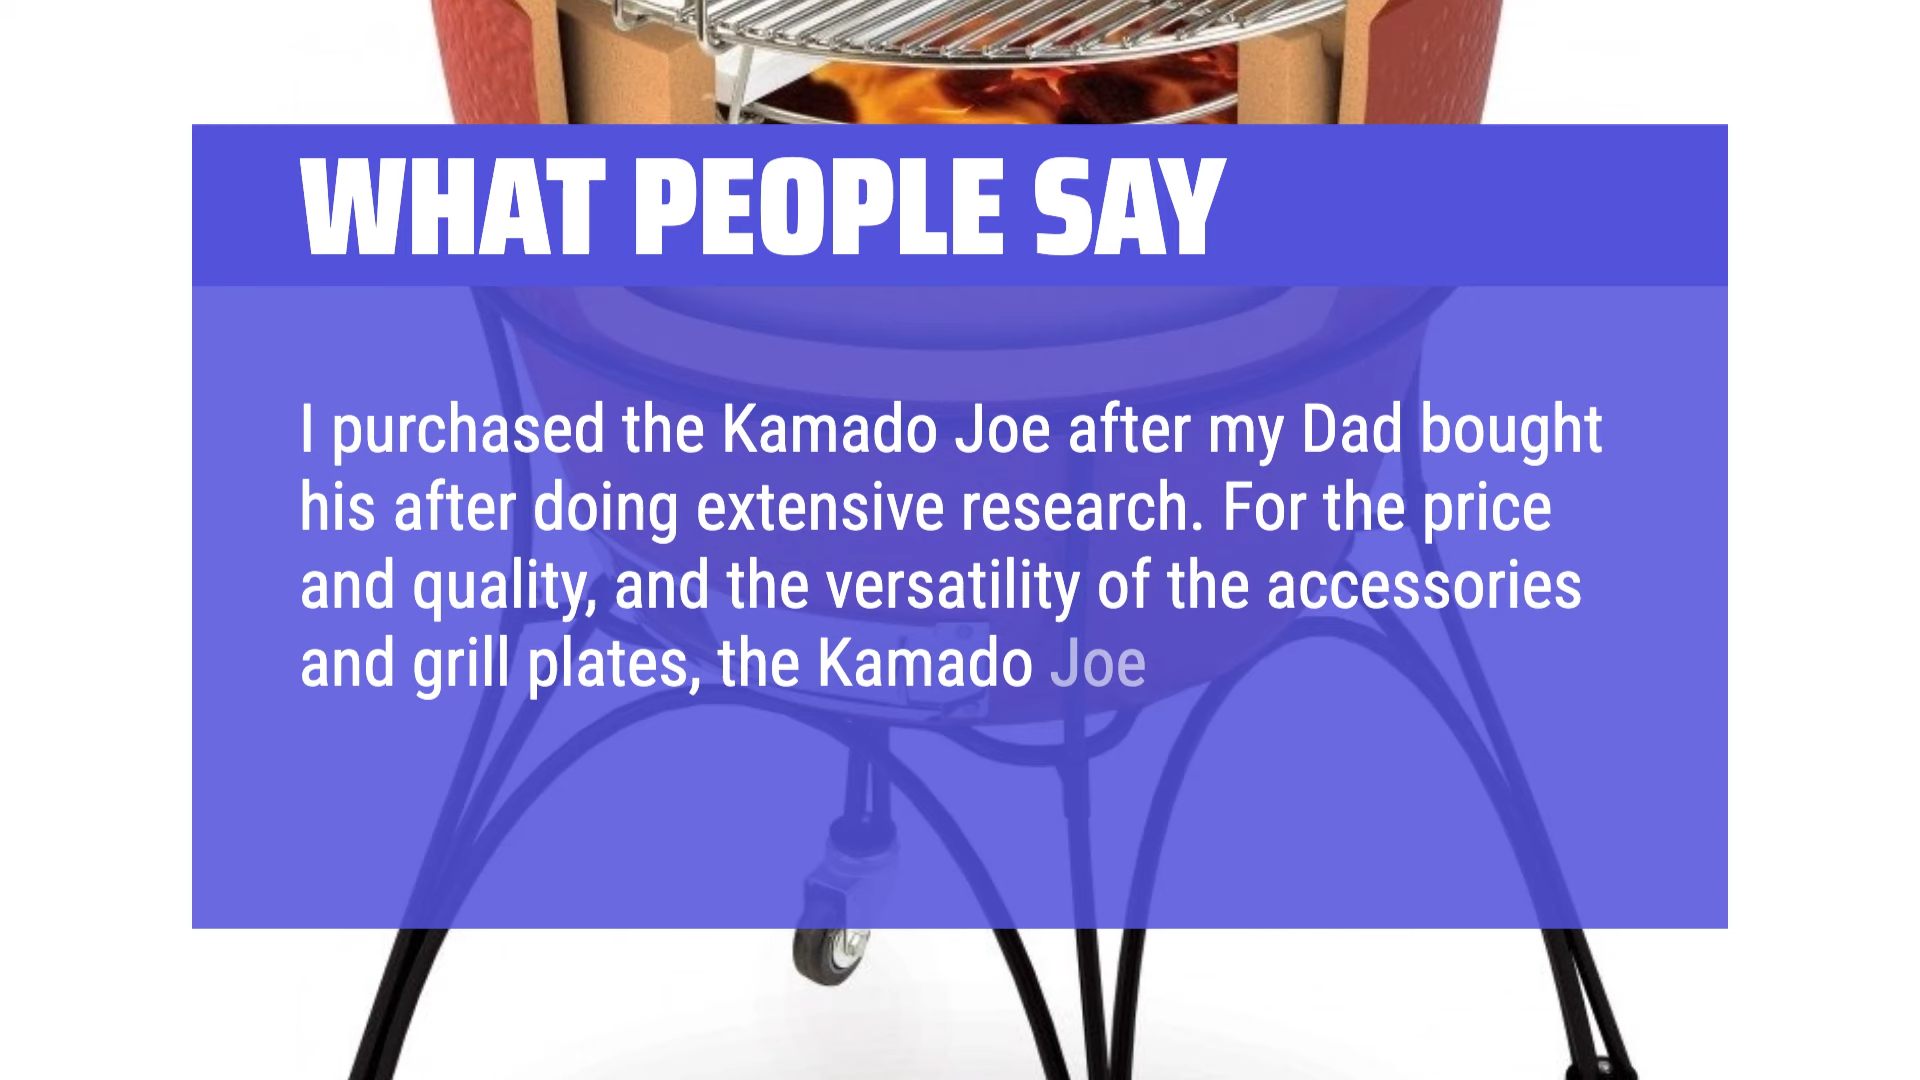 WHAT PEOPLE SAY
I purchased the Kamado Joe after my Dad bought
his after doing extensive research. For the price
and quality, and the versatility of the accessories
and grill plates, the Kamado Joe